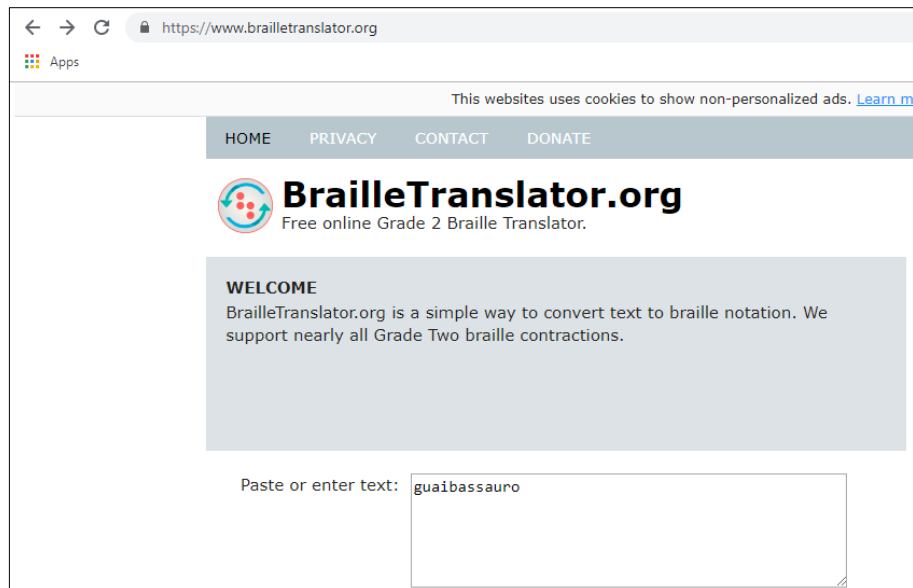 https://www.brailletranslator.org
Apps
This websites uses cookies to show non-personalized ads. Learn m
HOME PRIVACY CONTACT DONATE
BrailleTranslator.org
Free online Grade 2 Braille Translator.
WELCOME
BrailleTranslator.org is a simple way to convert text to braille notation. We
support nearly all Grade Two braille contractions.
Paste or enter text: guaibassauro